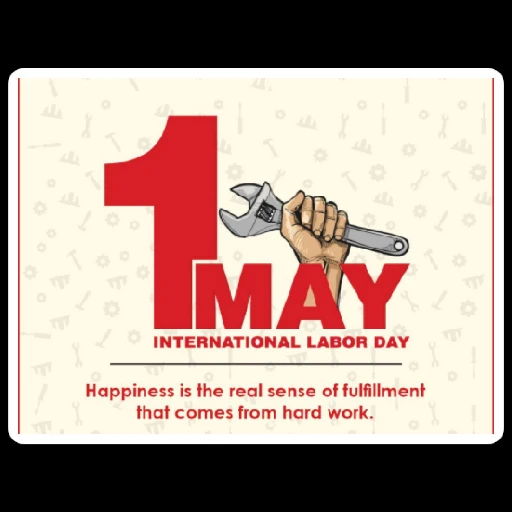 1
MAY
INTERNATIONAL LABOR DAY
Happiness is the real sense of fulfillment
that comes from hard work.